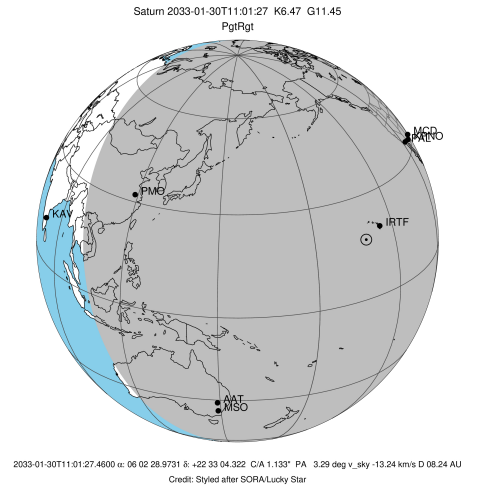 Saturn 2033-01-30T11:01:27 K6.47 G11.45
PgtRgt
MCD
PMO
KAV
IRTF
AAT
MSO
2033-01-30T11:01:27.4600 α: 06 02 28.9731 δ: +22 33 04.322 C/A 1.133" PA 3.29 deg v_sky -13.24 km/s D 08.24 AU
Credit: Styled after SORA/Lucky Star